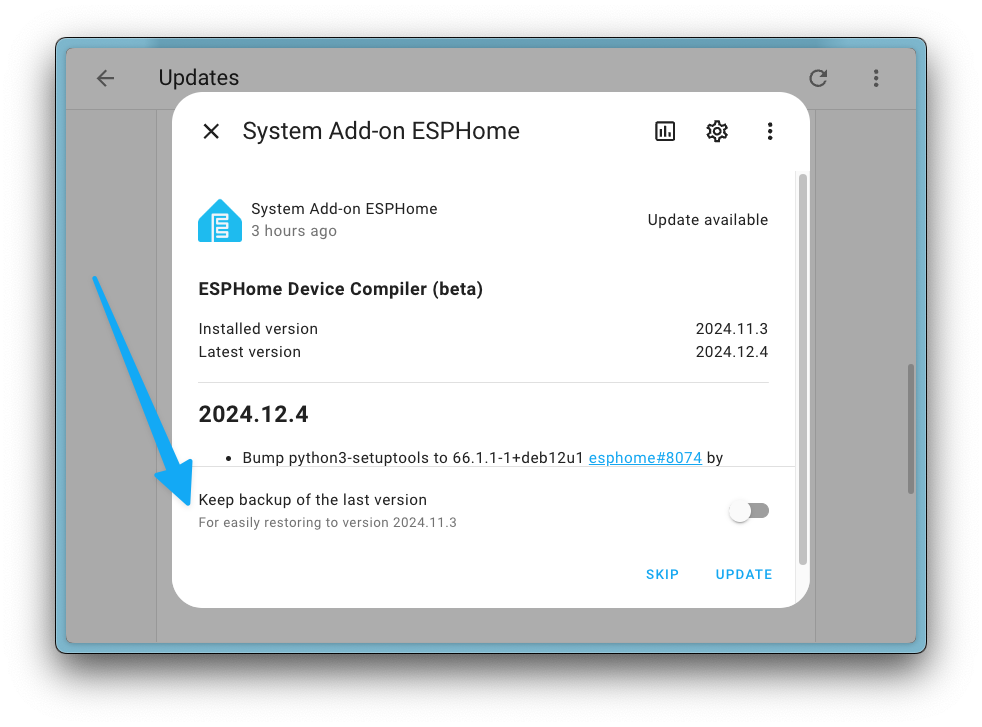 Updates
System Add-on ESPHome
System Add-on ESPHome
3 hours ago
Update available
ESPHome Device Compiler (beta)
Installed version 2024.11.3
Latest version 2024.12.4
2024.12.4
• Bump python3-setuptools to 66.1.1-1+deb12u1 esphome#8074 by
Keep backup of the last version
For easily restoring to version 2024.11.3
SKIP UPDATE